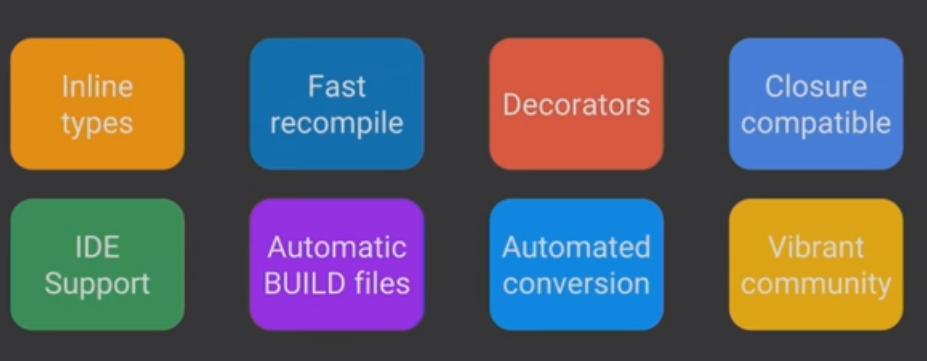 Inline
types
Fast
recompile
Decorators
Closure
compatible
IDE
Support
Automatic
BUILD files
Automated
conversion
Vibrant
community